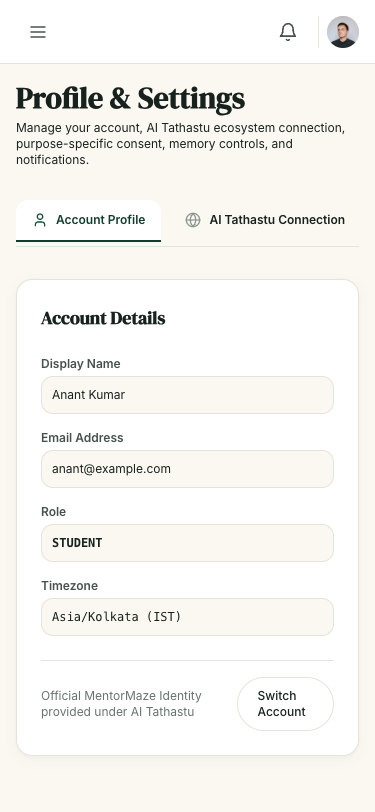 Profile & Settings
Manage your account, AI Tathastu ecosystem connection,
purpose-specific consent, memory controls, and
notifications.
Account Profile
AI Tathastu Connection
Account Details
Display Name
Anant Kumar
Email Address
anant@example.com
Role
STUDENT
Timezone
Asia/Kolkata (IST)
Official MentorMaze Identity
provided under AI Tathastu
Switch
Account